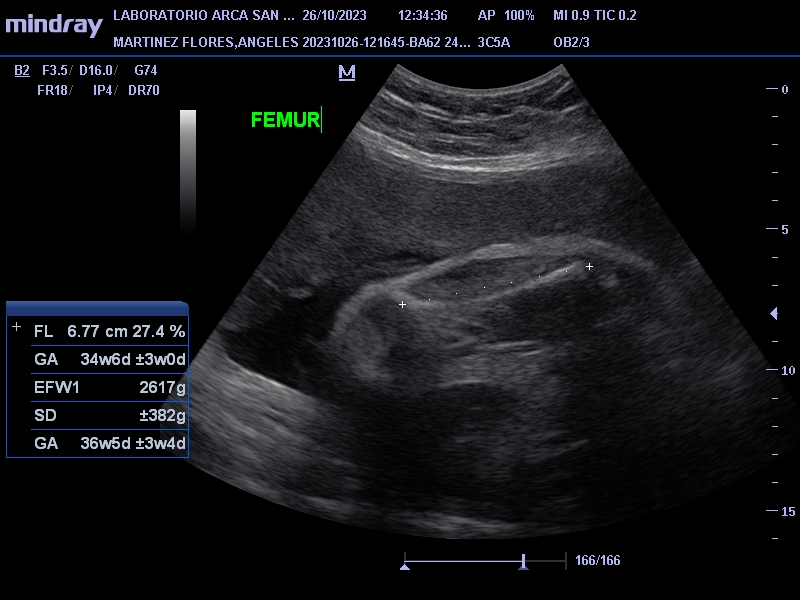 mindray
LABORATORIO ARCA SAN ... 26/10/2023 12:34:36 AP 100% MI 0.9 TIC 0.2
MARTINEZ FLORES,ANGELES 20231026-121645-BA62 24... 3C5A OB2/3
B2 F3.5/ D16.0/ G74
FR18/ IP4/ DR70
M
FEMUR
0
5
10
15
+ FL 6.77 cm 27.4 %
GA 34w6d ±3w0d
EFW1 2617g
SD ±382g
GA 36w5d ±3w4d
166/166